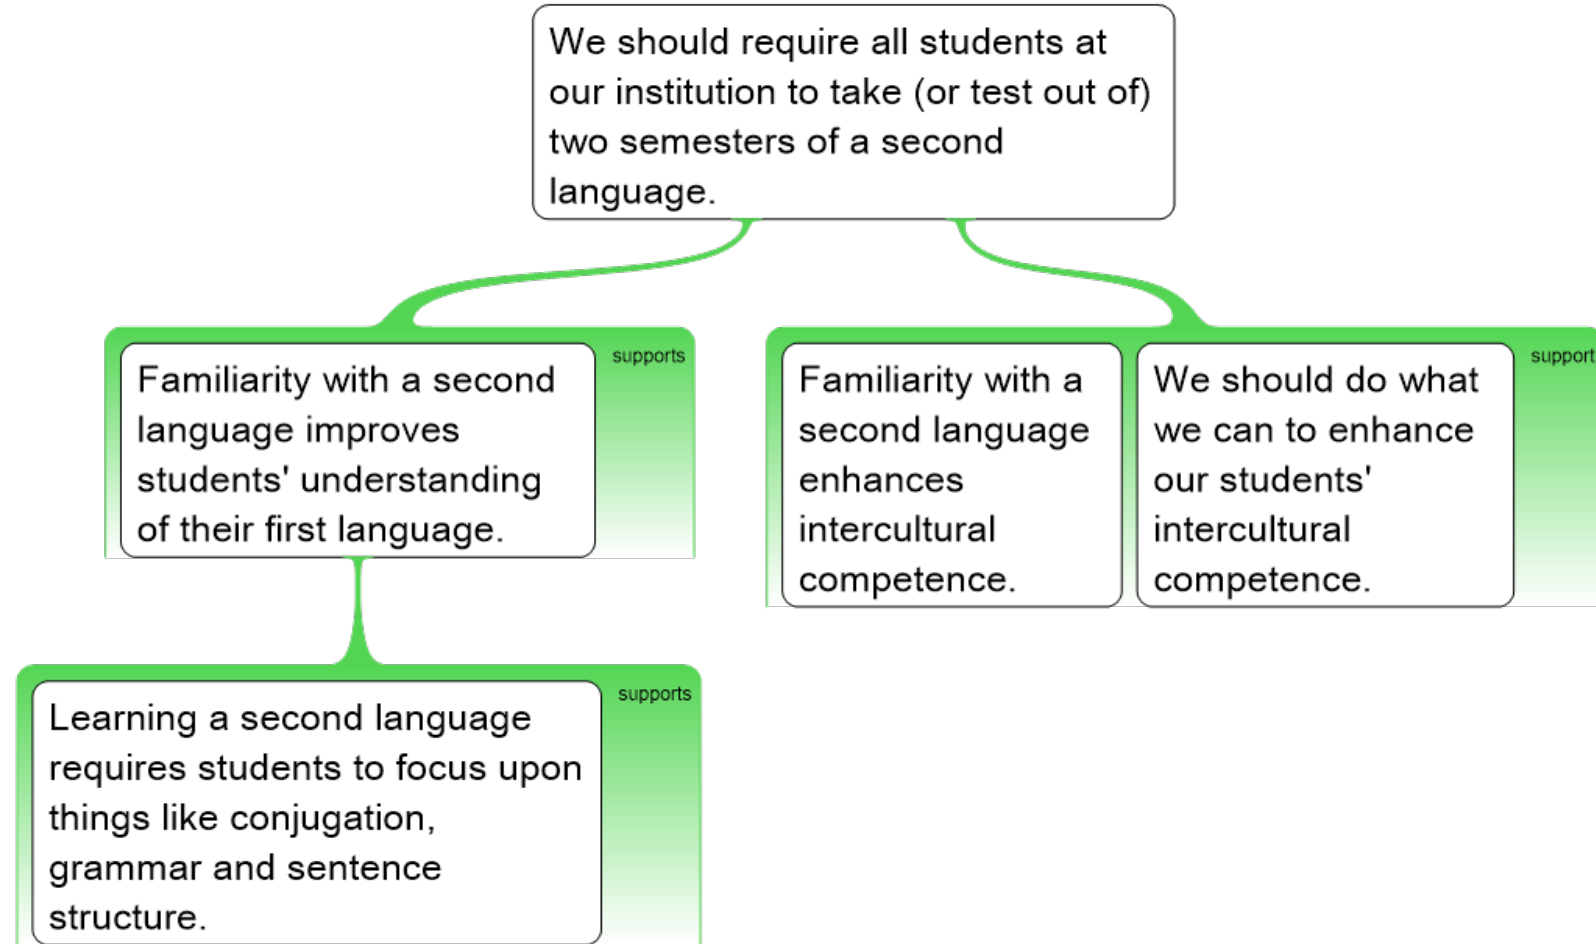 We should require all students at
our institution to take (or test out of)
two semesters of a second
language.
supports
Familiarity with a second
language improves
students' understanding
of their first language.
Familiarity with a
second language
enhances
intercultural
competence.
We should do what
we can to enhance
our students'
intercultural
competence.
support
supports
Learning a second language
requires students to focus upon
things like conjugation,
grammar and sentence
structure.